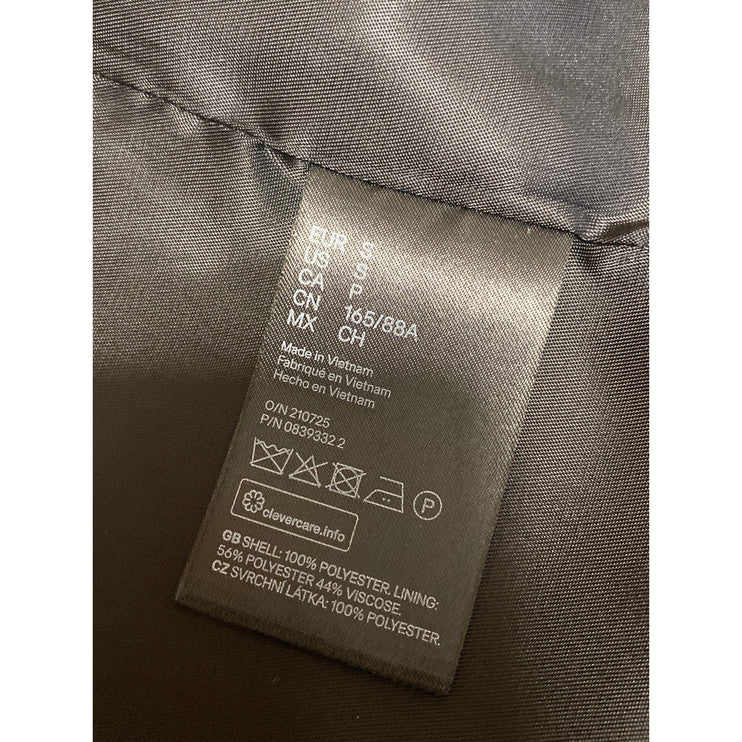 EUR S
US S
CA P
CN 165/88A
MX CH
Made in Vietnam
Fabriqué en Vietnam
Hecho en Vietnam
O/N 210725
P/N 0839332 2
P
clevercare.info
GB SHELL: 100% POLYESTER. LINING:
56% POLYESTER 44% VISCOSE.
CZ SVRCHNÍ LÁTKA: 100% POLYESTER.